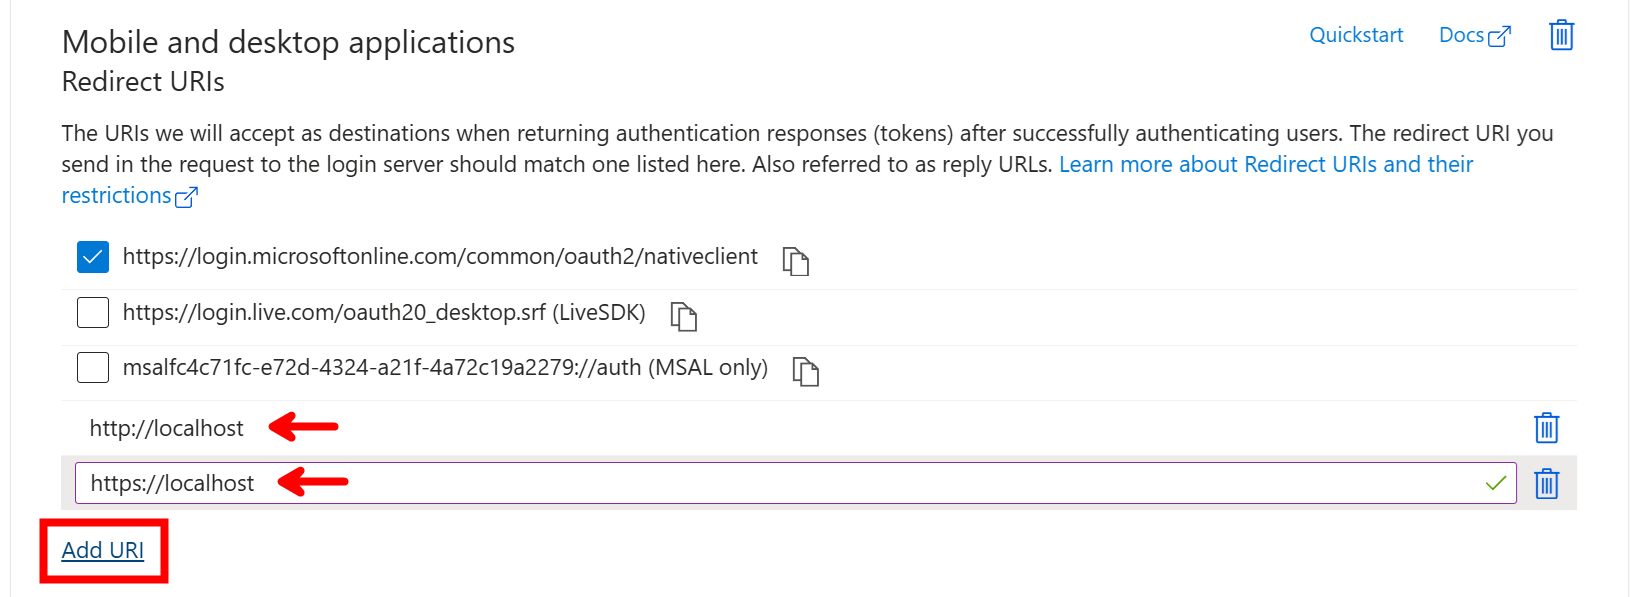 Mobile and desktop applications
Quickstart
Docs
Redirect URIs
The URIs we will accept as destinations when returning authentication responses (tokens) after successfully authenticating users. The redirect URI you
send in the request to the login server should match one listed here. Also referred to as reply URLs. Learn more about Redirect URIs and their
restrictions
https://login.microsoftonline.com/common/oauth2/nativeclient
https://login.live.com/oauth20_desktop.srf (LiveSDK)
msalfc4c71fc-e72d-4324-a21f-4a72c19a2279://auth (MSAL only)
http://localhost
https://localhost
Add URI